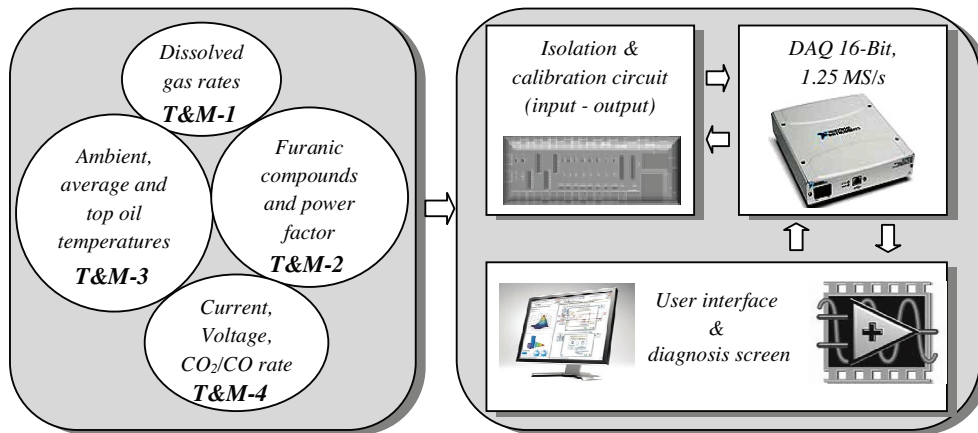 Dissolved
gas rates
T&M-1
Ambient,
average and
top oil
temperatures
T&M-3
Furanic
compounds
and power
factor
T&M-2
Current,
Voltage,
CO₂/CO rate
T&M-4
Isolation &
calibration circuit
(input - output)
DAQ 16-Bit,
1.25 MS/s
User interface
&
diagnosis screen